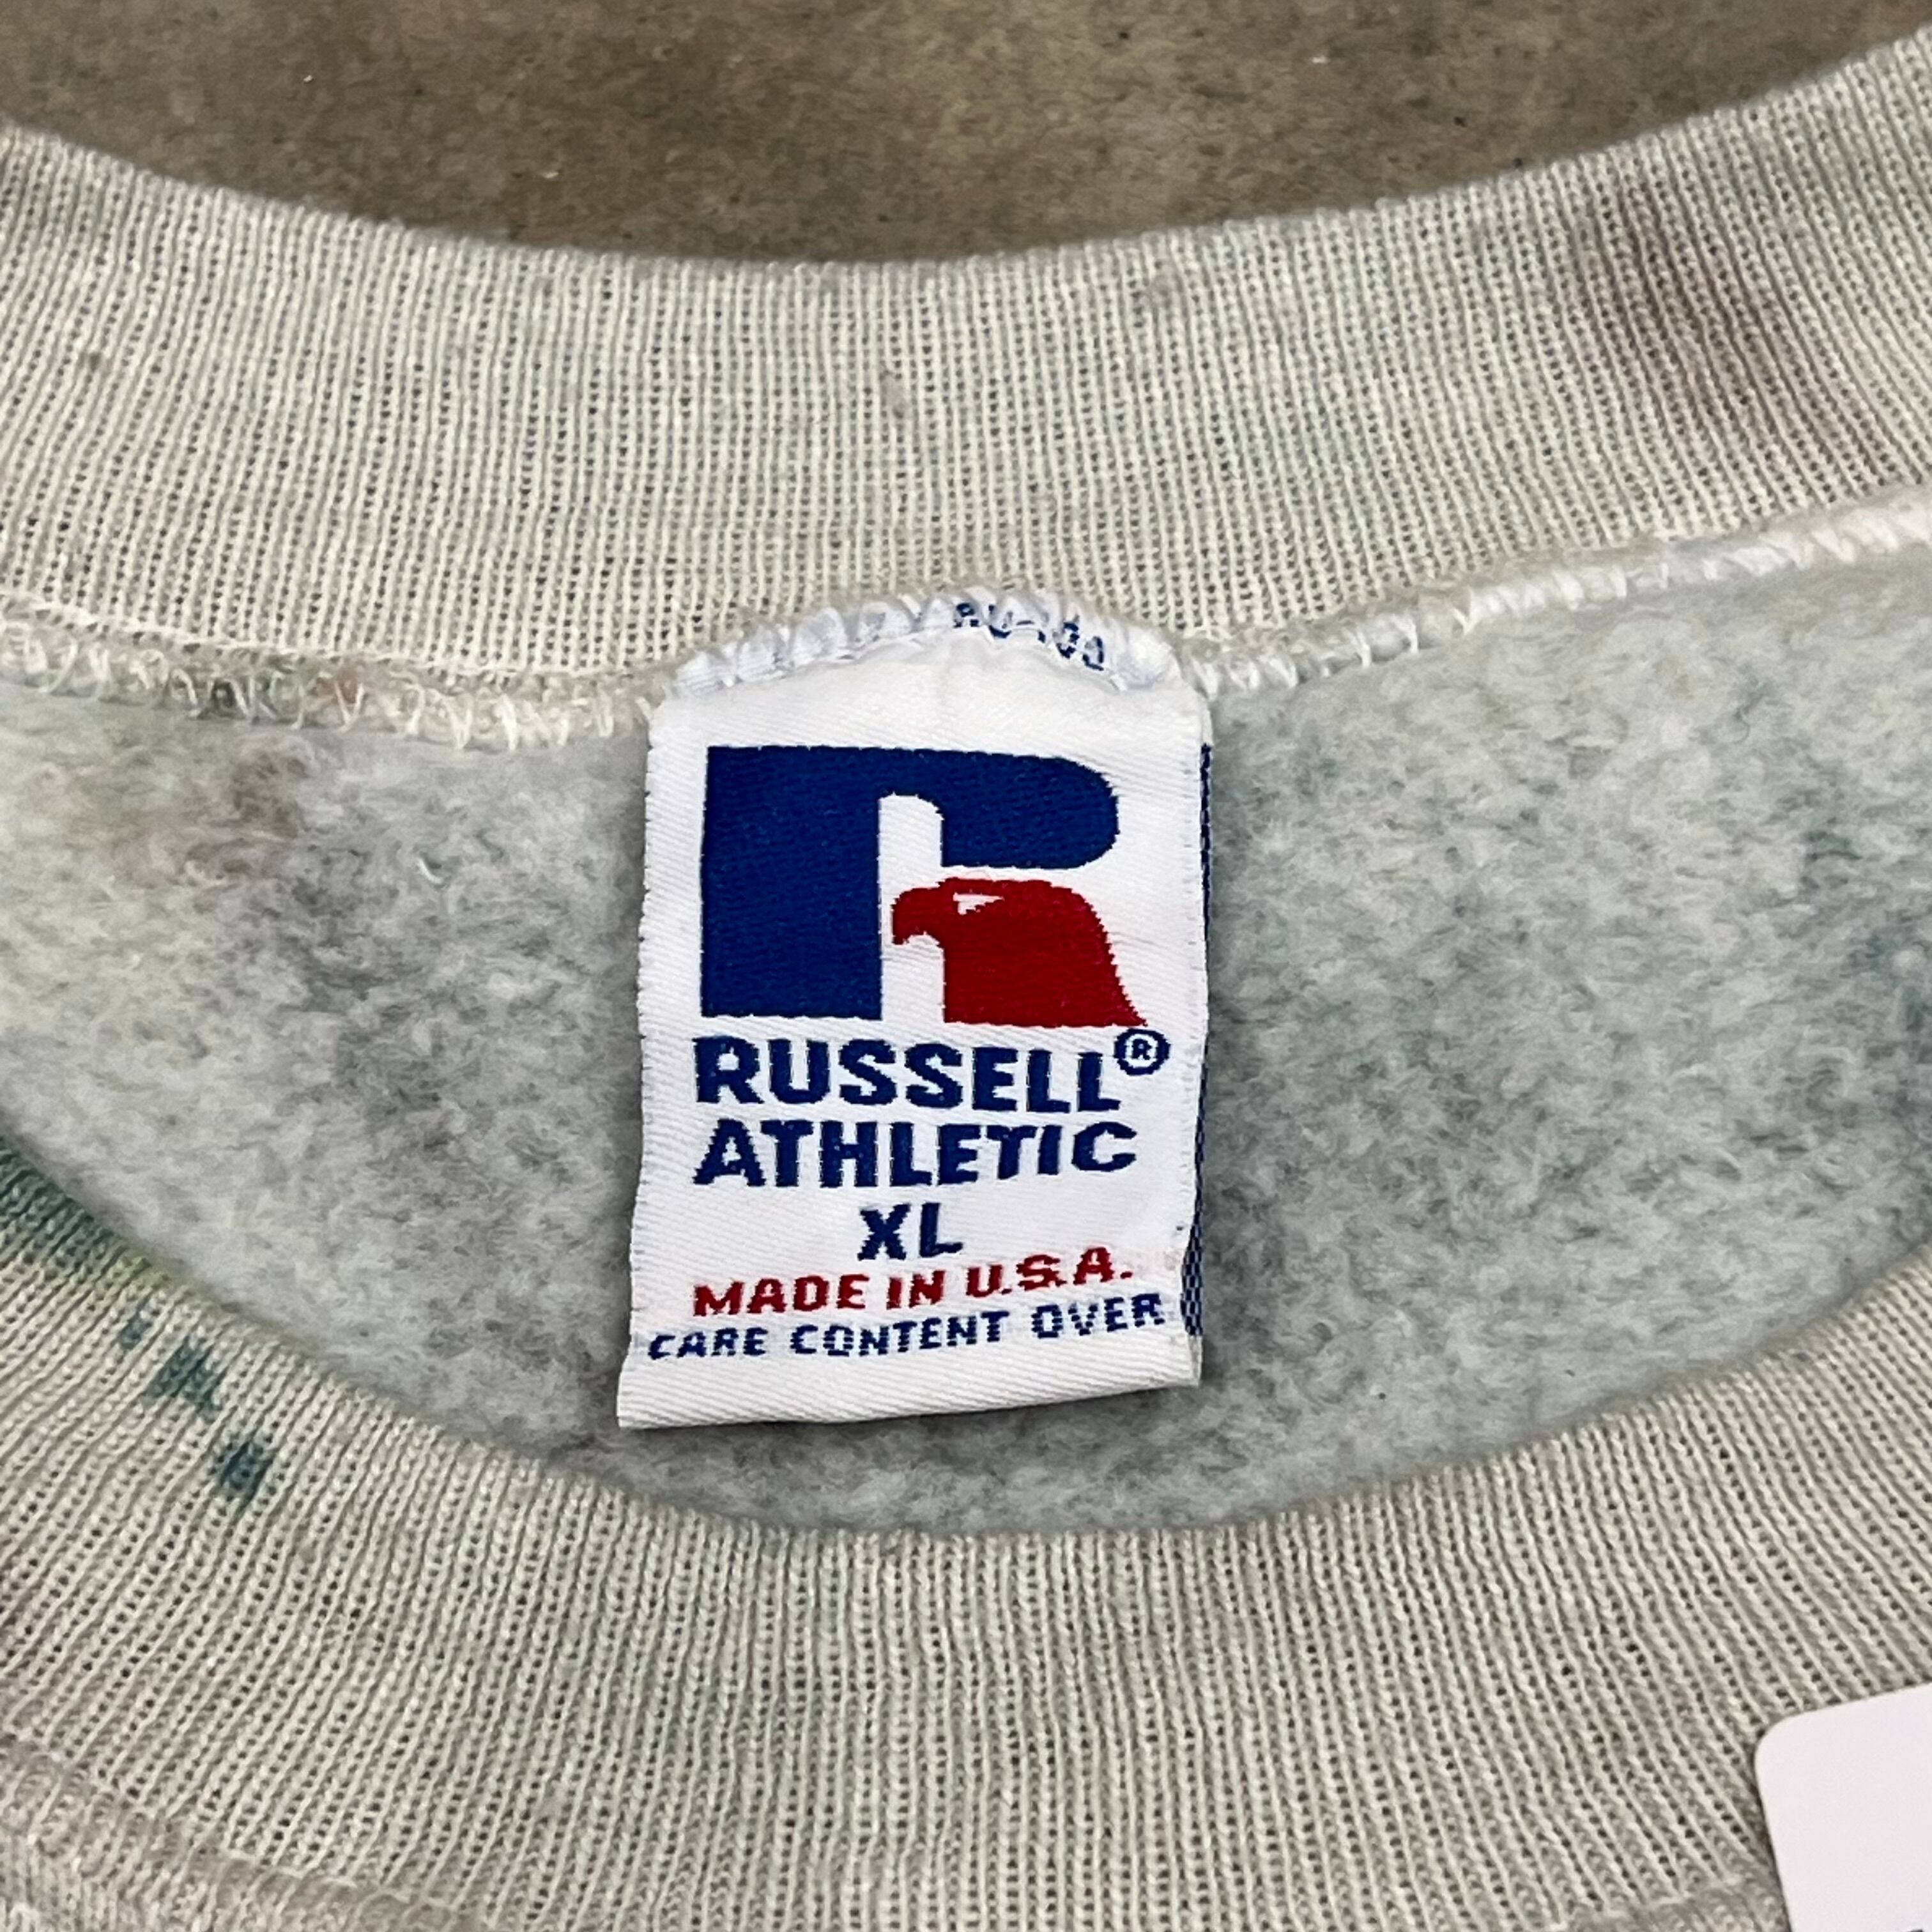 RUSSELL®
ATHLETIC
XL
MADE IN U.S.A.
CARE CONTENT OVER